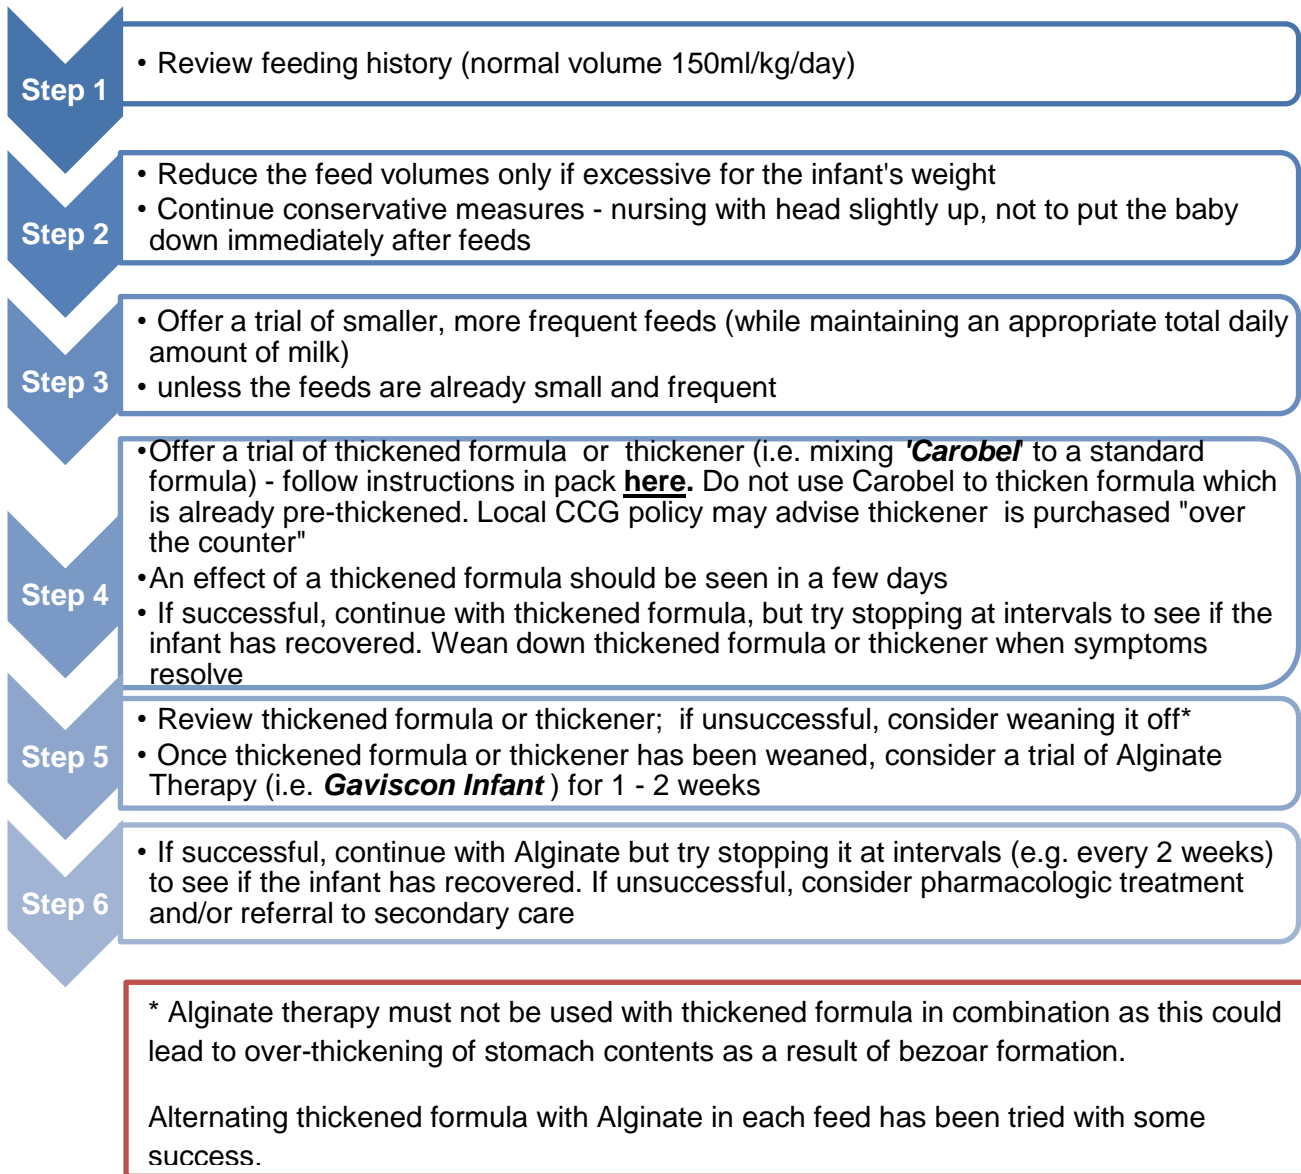 Step 1
• Review feeding history (normal volume 150ml/kg/day)
Step 2
• Reduce the feed volumes only if excessive for the infant's weight
• Continue conservative measures - nursing with head slightly up, not to put the baby
down immediately after feeds
Step 3
• Offer a trial of smaller, more frequent feeds (while maintaining an appropriate total daily
amount of milk)
• unless the feeds are already small and frequent
Step 4
•Offer a trial of thickened formula or thickener (i.e. mixing 'Carobel' to a standard
formula) - follow instructions in pack here. Do not use Carobel to thicken formula which
is already pre-thickened. Local CCG policy may advise thickener is purchased "over
the counter"
•An effect of a thickened formula should be seen in a few days
• If successful, continue with thickened formula, but try stopping at intervals to see if the
infant has recovered. Wean down thickened formula or thickener when symptoms
resolve
Step 5
• Review thickened formula or thickener; if unsuccessful, consider weaning it off*
• Once thickened formula or thickener has been weaned, consider a trial of Alginate
Therapy (i.e. Gaviscon Infant ) for 1 - 2 weeks
Step 6
• If successful, continue with Alginate but try stopping it at intervals (e.g. every 2 weeks)
to see if the infant has recovered. If unsuccessful, consider pharmacologic treatment
and/or referral to secondary care
* Alginate therapy must not be used with thickened formula in combination as this could
lead to over-thickening of stomach contents as a result of bezoar formation.
Alternating thickened formula with Alginate in each feed has been tried with some
success.